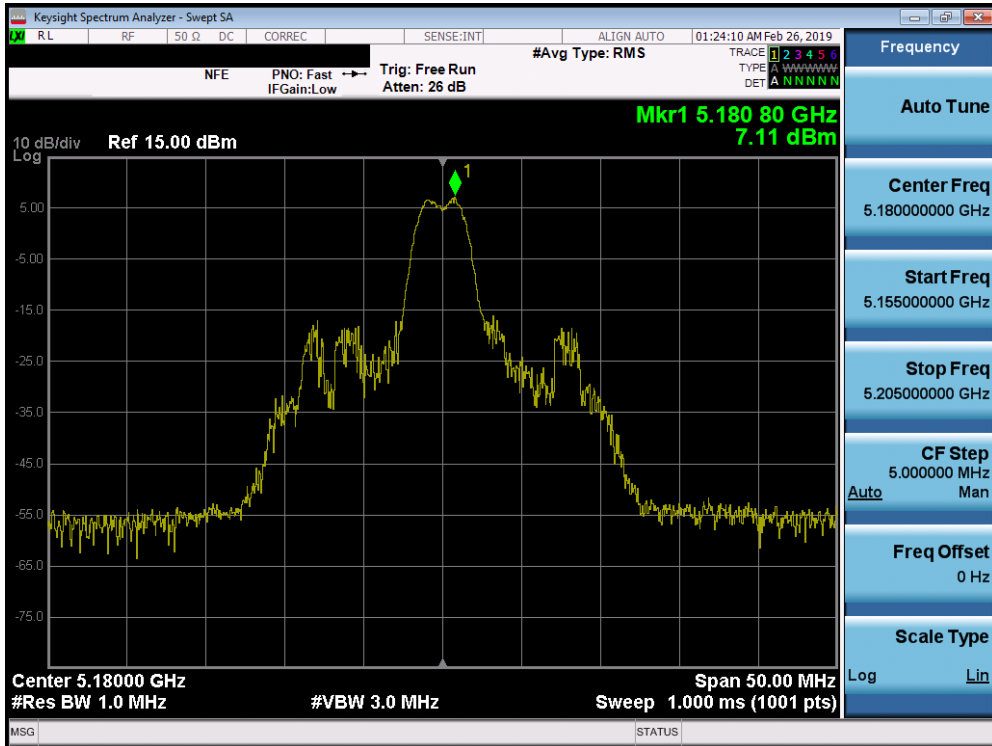 Keysight Spectrum Analyzer - Swept SA
LXI RL RF 50 Ω DC CORREC SENSE:INT ALIGN AUTO 01:24:10 AM Feb 26, 2019
NFE PNO: Fast Trig: Free Run #Avg Type: RMS TRACE 1 2 3 4 5 6
IFGain:Low Atten: 26 dB TYPE A WWWWW
DET A N N N N N
Mkr1 5.180 80 GHz
10 dB/div Ref 15.00 dBm 7.11 dBm
Log
1
5.00
-5.00
-15.0
-25.0
-35.0
-45.0
-55.0
-65.0
-75.0
Center 5.18000 GHz Span 50.00 MHz
#Res BW 1.0 MHz #VBW 3.0 MHz Sweep 1.000 ms (1001 pts)
MSG STATUS
Frequency
Auto Tune
Center Freq
5.180000000 GHz
Start Freq
5.155000000 GHz
Stop Freq
5.205000000 GHz
CF Step
5.000000 MHz
Auto Man
Freq Offset
0 Hz
Scale Type
Log Lin